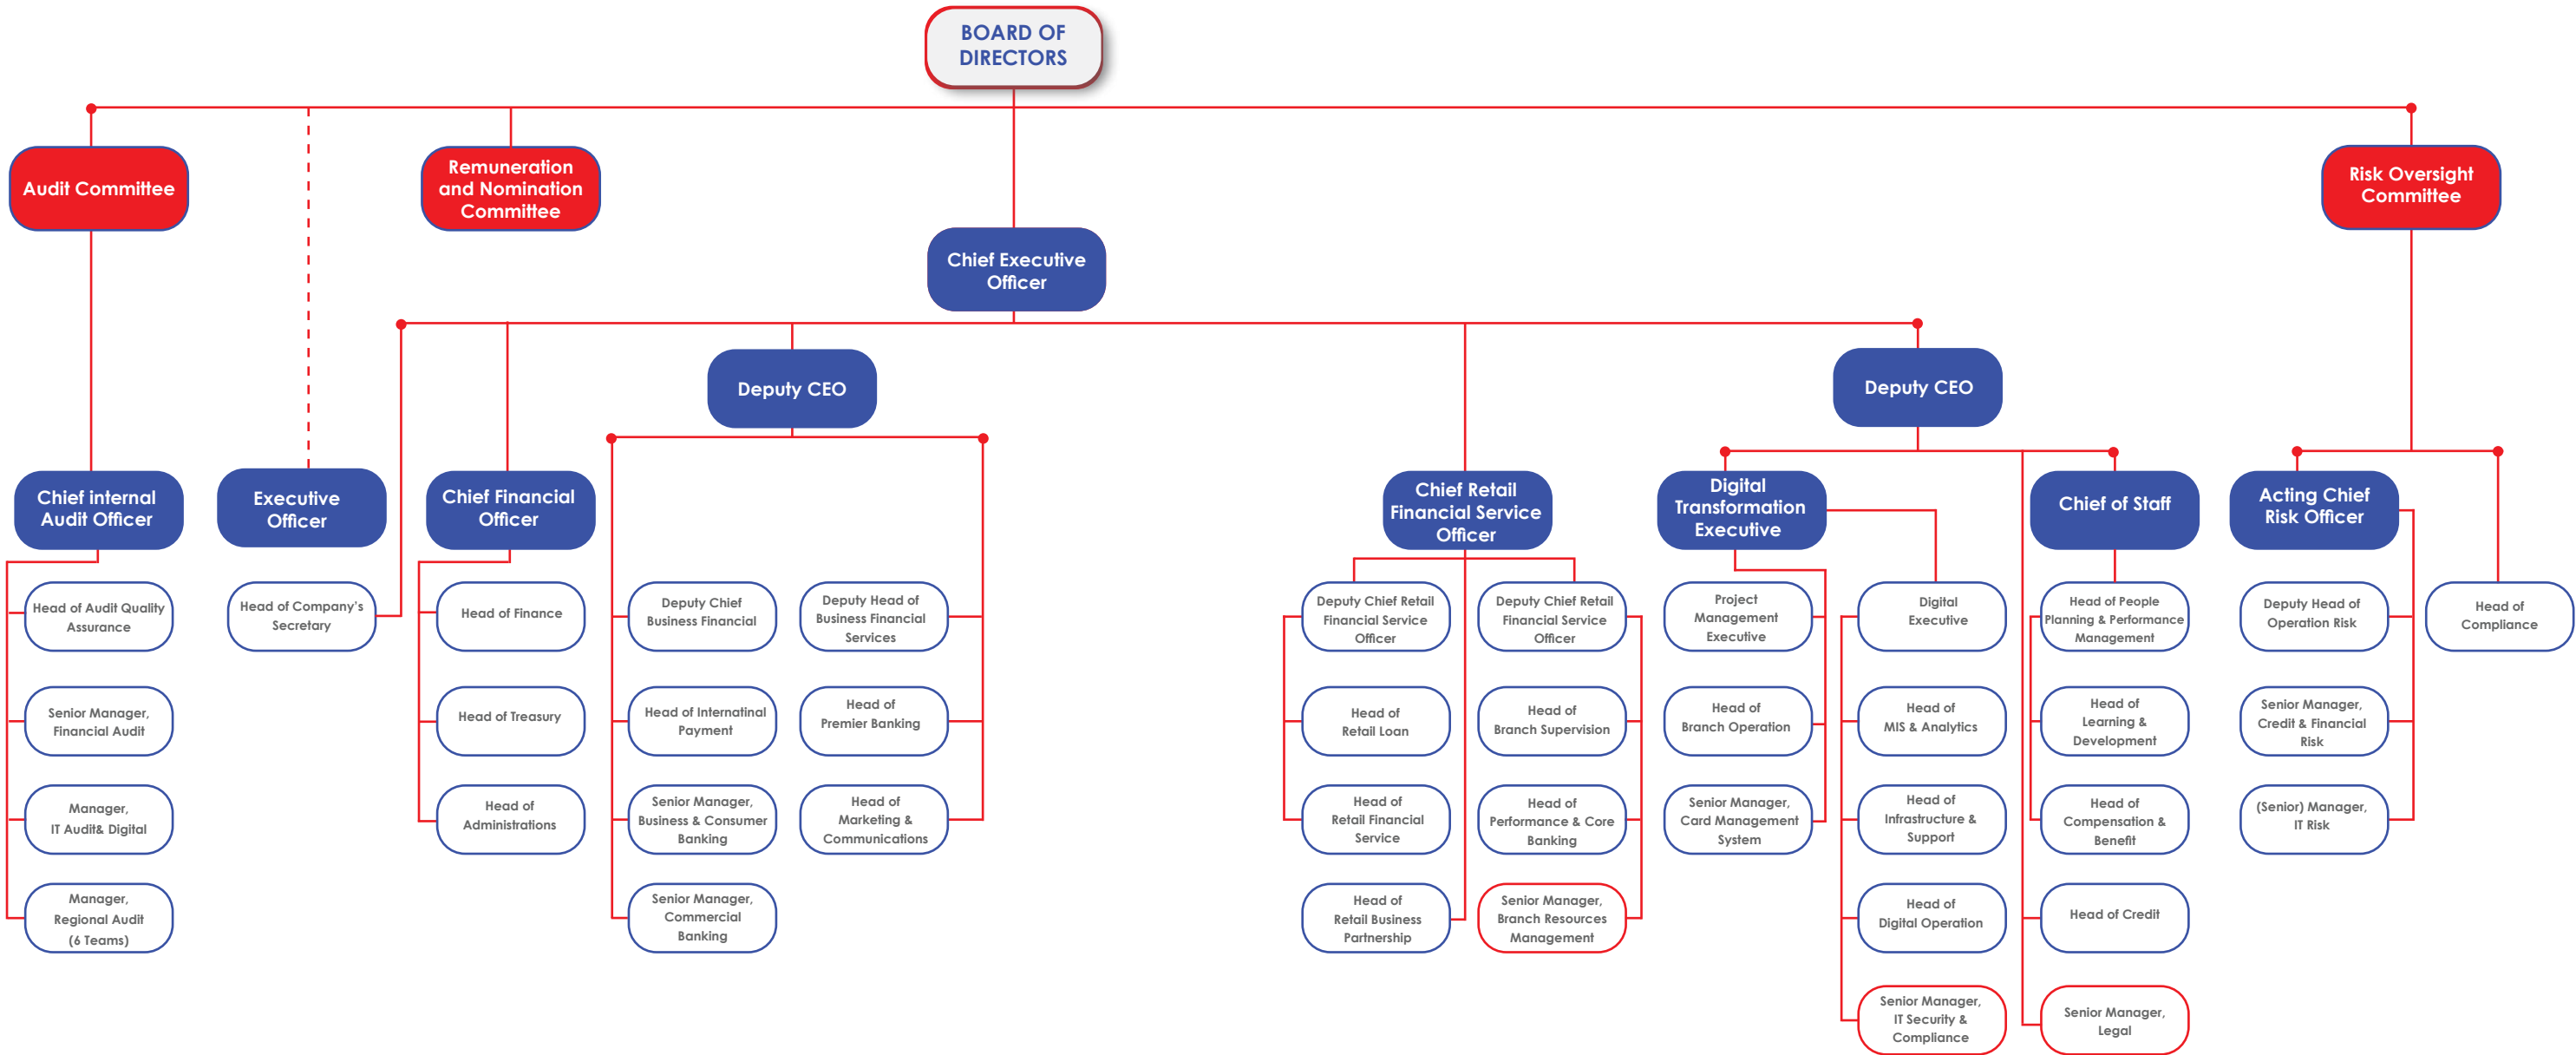 BOARD OF
DIRECTORS
Audit Committee
Remuneration
and Nomination
Committee
Risk Oversight
Committee
Chief Executive
Officer
Deputy CEO
Deputy CEO
Chief internal
Audit Officer
Executive
Officer
Chief Financial
Officer
Chief Retail
Financial Service
Officer
Digital
Transformation
Executive
Chief of Staff
Acting Chief
Risk Officer
Head of Audit Quality
Assurance
Head of Company's
Secretary
Head of Finance
Deputy Chief
Business Financial
Deputy Head of
Business Financial
Services
Deputy Chief Retail
Financial Service
Officer
Deputy Chief Retail
Financial Service
Officer
Project
Management
Executive
Digital
Executive
Head of People
Planning & Performance
Management
Deputy Head of
Operation Risk
Head of
Compliance
Senior Manager,
Financial Audit
Head of Treasury
Head of Internatinal
Payment
Head of
Premier Banking
Head of
Retail Loan
Head of
Branch Supervision
Head of
Branch Operation
Head of
MIS & Analytics
Head of
Learning &
Development
Senior Manager,
Credit & Financial
Risk
Manager,
IT Audit& Digital
Head of
Administrations
Senior Manager,
Business & Consumer
Banking
Head of
Marketing &
Communications
Head of
Retail Financial
Service
Head of
Performance & Core
Banking
Senior Manager,
Card Management
System
Head of
Infrastructure &
Support
Head of
Compensation &
Benefit
(Senior) Manager,
IT Risk
Manager,
Regional Audit
(6 Teams)
Senior Manager,
Commercial
Banking
Head of
Retail Business
Partnership
Senior Manager,
Branch Resources
Management
Head of
Digital Operation
Head of Credit
Senior Manager,
IT Security &
Compliance
Senior Manager,
Legal